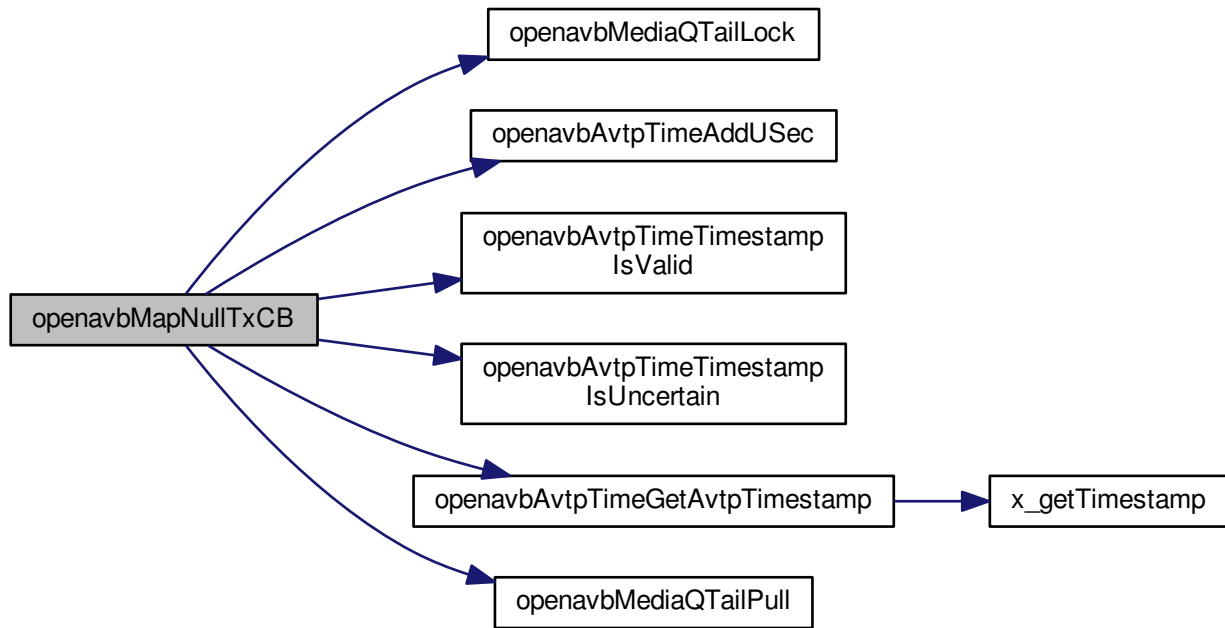 openavbMediaQTailLock
openavbAvtpTimeAddUSec
openavbAvtpTimeTimestamp
IsValid
openavbMapNullTxCB
openavbAvtpTimeTimestamp
IsUncertain
openavbAvtpTimeGetAvtpTimestamp
x_getTimestamp
openavbMediaQTailPull